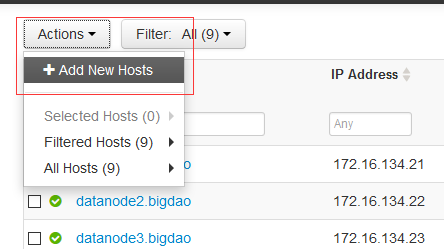 Actions Filter: All (9)
Add New Hosts
IP Address
Selected Hosts (0)
Any
Filtered Hosts (9)
All Hosts (9) 172.16.134.21
datanode2.bigdao 172.16.134.22
datanode3.bigdao 172.16.134.23